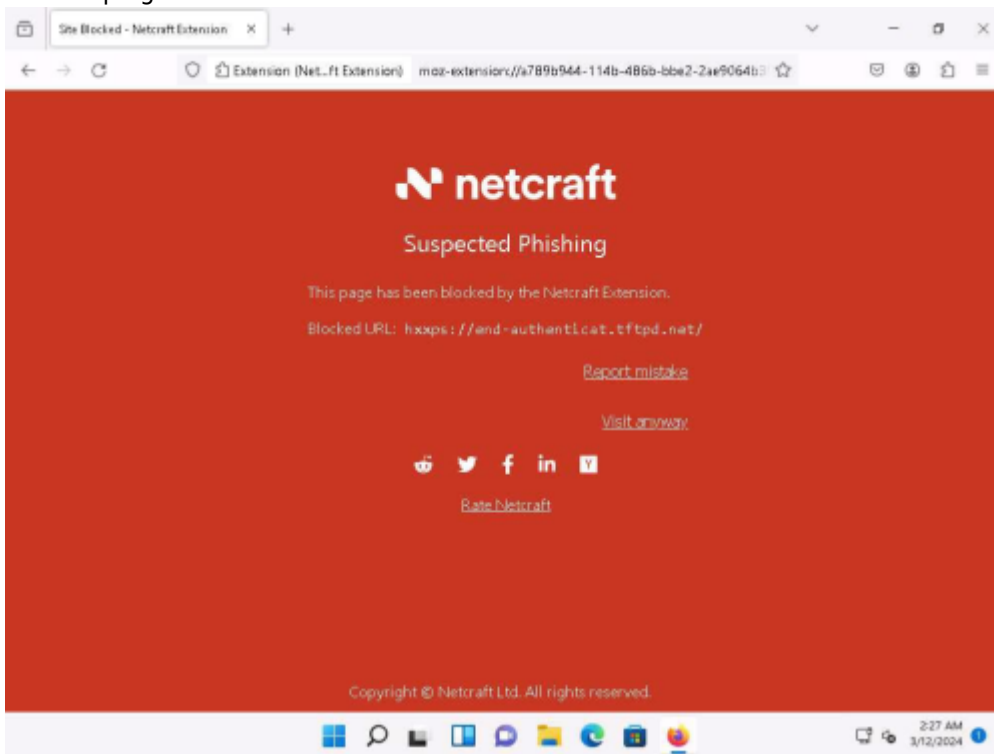 Site Blocked - Netcraft Extension
Extension (Net...ft Extension) moz-extension://a789b944-114b-486b-bbe2-2ae9064b3
netcraft
Suspected Phishing
This page has been blocked by the Netcraft Extension.
Blocked URL: hxxps://end-authenticat.tftpd.net/
Report mistake
Visit anyway
Rate Netcraft
Copyright © Netcraft Ltd. All rights reserved.
2:27 AM
3/12/2024